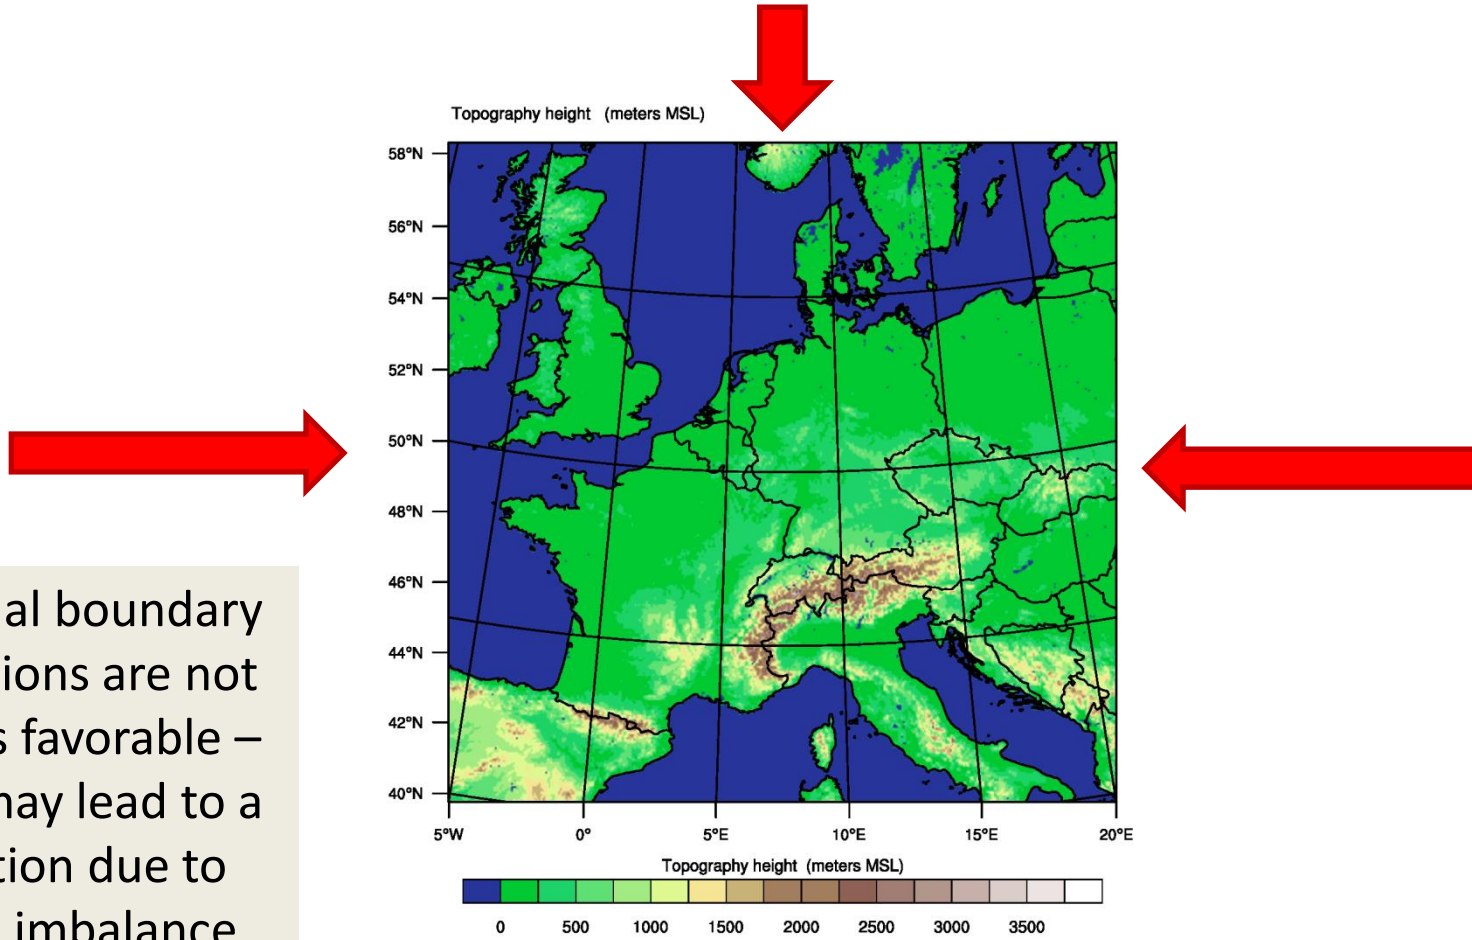 Topography height (meters MSL)
58°N
56°N
54°N
52°N
50°N
48°N
46°N
44°N
42°N
40°N
5°W 0° 5°E 10°E 15°E 20°E
Topography height (meters MSL)
0 500 1000 1500 2000 2500 3000 3500
al boundary
ions are not
s favorable –
may lead to a
tion due to
imbalance